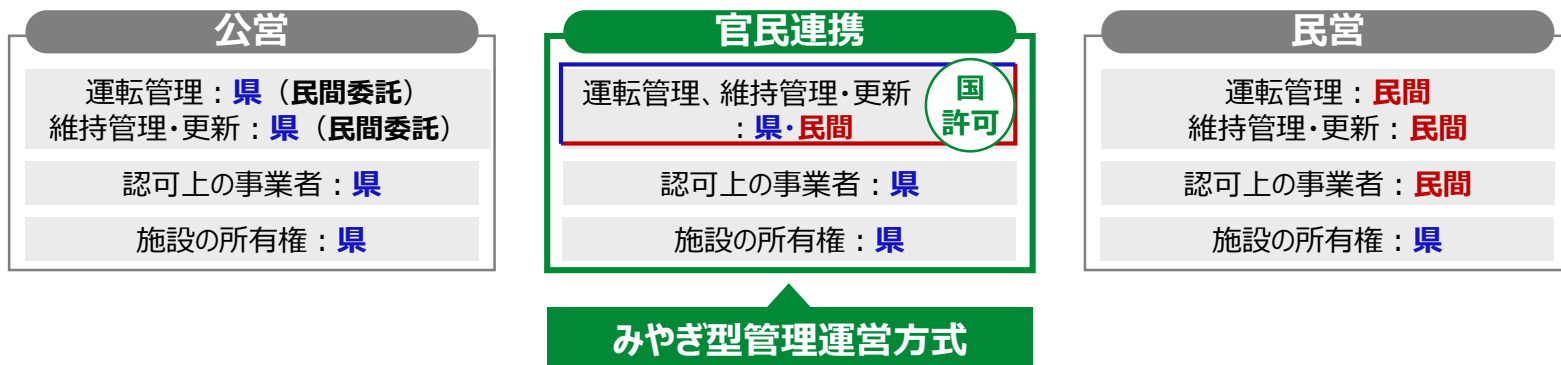 公営
運転管理：県（民間委託）
維持管理・更新：県（民間委託）
認可上の事業者：県
施設の所有権：県
官民連携
運転管理、維持管理・更新
：県・民間
国
許可
認可上の事業者：県
施設の所有権：県
みやぎ型管理運営方式
民営
運転管理：民間
維持管理・更新：民間
認可上の事業者：民間
施設の所有権：県